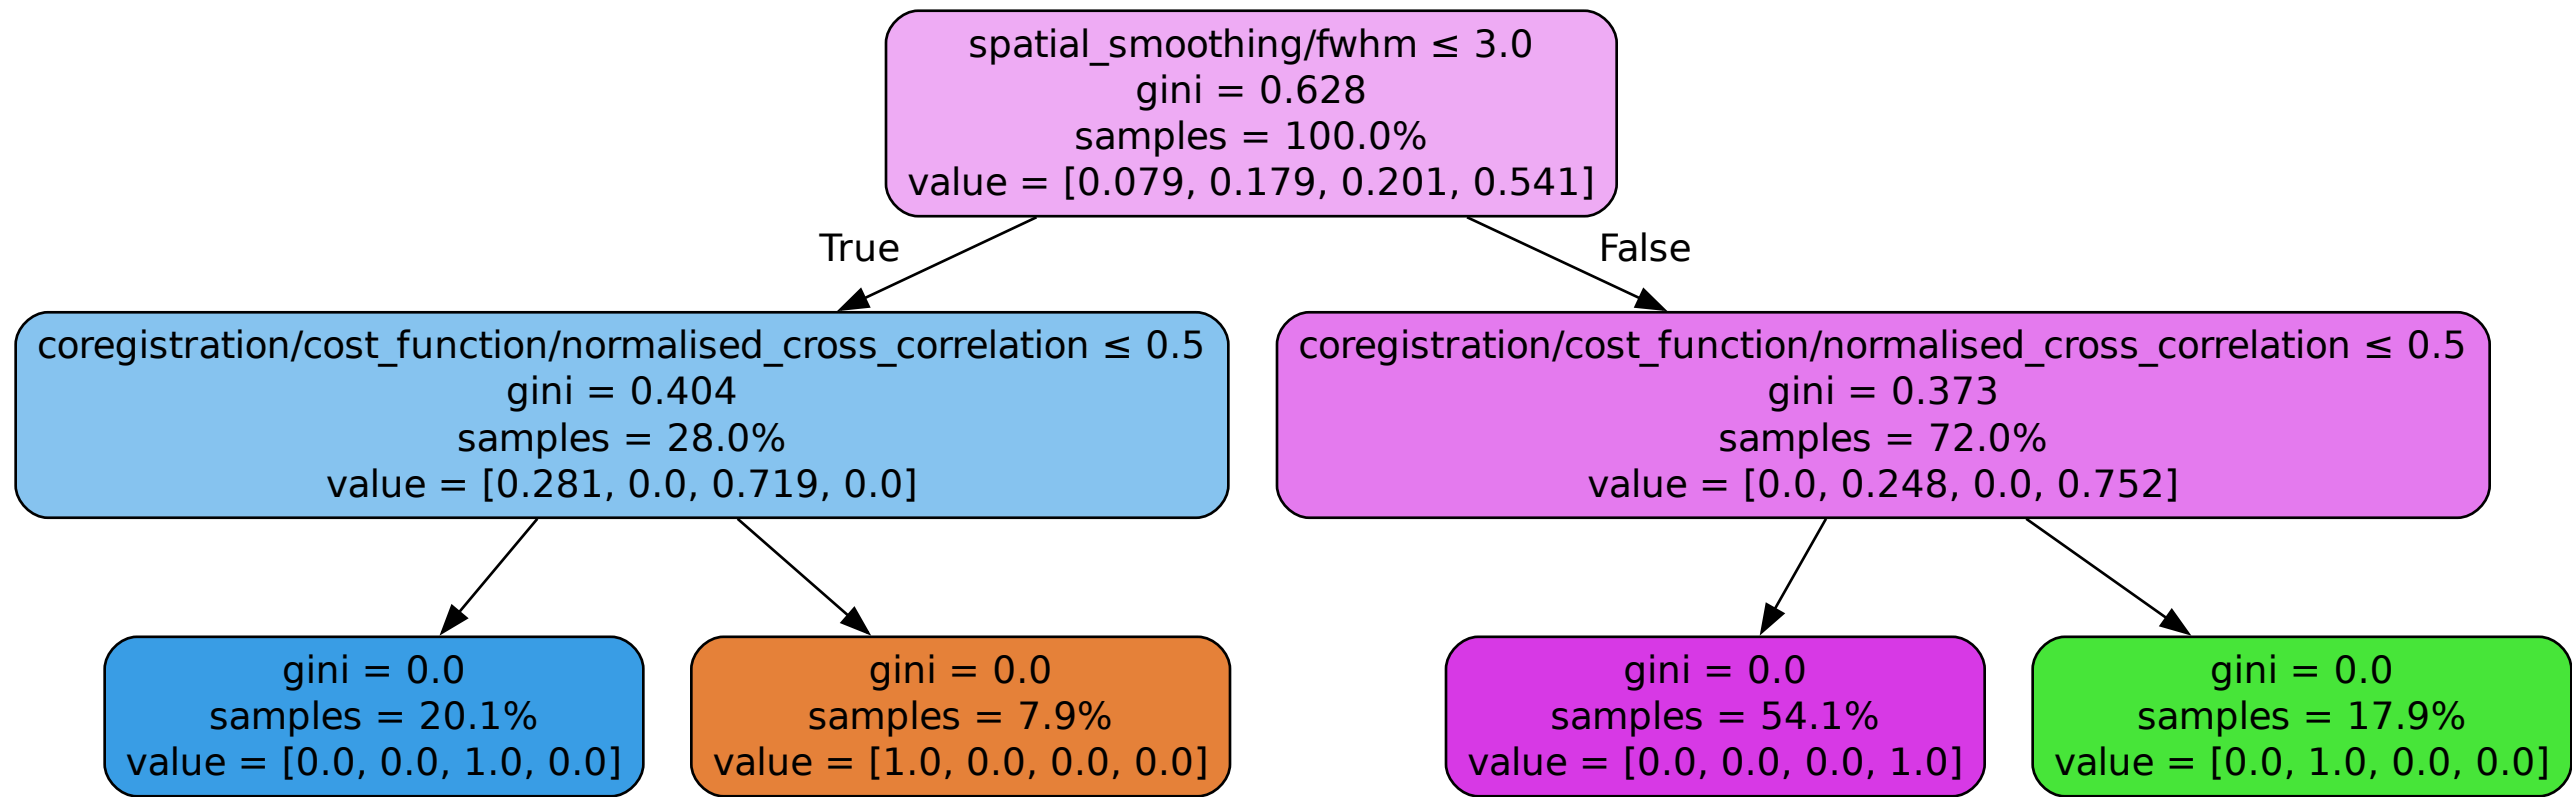 spatial_smoothing/fwhm ≤ 3.0
gini = 0.628
samples = 100.0%
value = [0.079, 0.179, 0.201, 0.541]
True
False
coregistration/cost_function/normalised_cross_correlation ≤ 0.5
gini = 0.404
samples = 28.0%
value = [0.281, 0.0, 0.719, 0.0]
coregistration/cost_function/normalised_cross_correlation ≤ 0.5
gini = 0.373
samples = 72.0%
value = [0.0, 0.248, 0.0, 0.752]
gini = 0.0
samples = 20.1%
value = [0.0, 0.0, 1.0, 0.0]
gini = 0.0
samples = 7.9%
value = [1.0, 0.0, 0.0, 0.0]
gini = 0.0
samples = 54.1%
value = [0.0, 0.0, 0.0, 1.0]
gini = 0.0
samples = 17.9%
value = [0.0, 1.0, 0.0, 0.0]